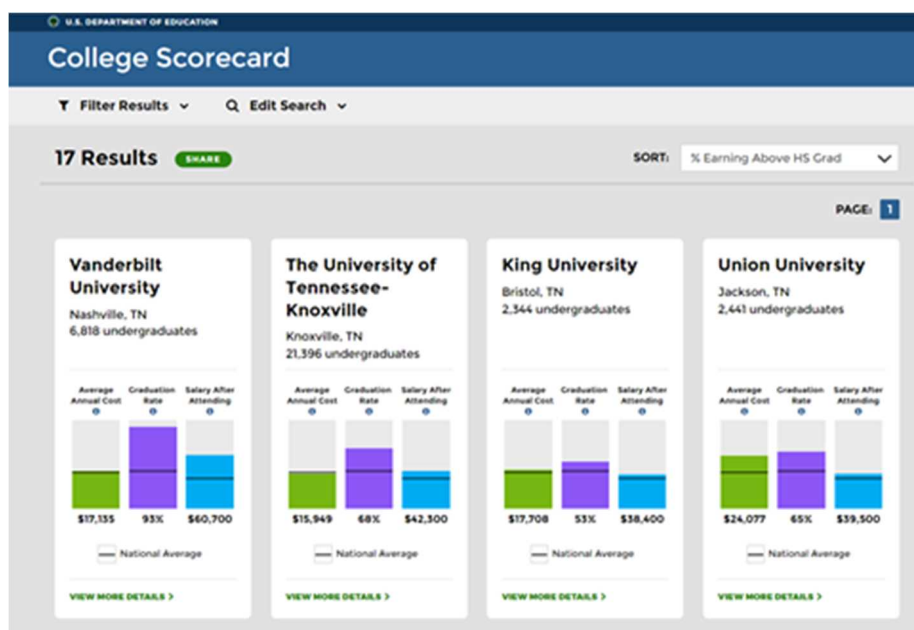 U.S. DEPARTMENT OF EDUCATION
College Scorecard
Filter Results Edit Search
17 Results SHARE SORT: % Earning Above HS Grad
PAGE: 1
Vanderbilt
University
Nashville, TN
6,818 undergraduates
Average Annual Cost
Graduation Rate
Salary After Attending
$17,135 93% $60,700
National Average
VIEW MORE DETAILS >
The University of
Tennessee-
Knoxville
Knoxville, TN
21,396 undergraduates
Average Annual Cost
Graduation Rate
Salary After Attending
$15,949 68% $42,300
National Average
VIEW MORE DETAILS >
King University
Bristol, TN
2,344 undergraduates
Average Annual Cost
Graduation Rate
Salary After Attending
$17,708 53% $38,400
National Average
VIEW MORE DETAILS >
Union University
Jackson, TN
2,441 undergraduates
Average Annual Cost
Graduation Rate
Salary After Attending
$24,077 65% $39,500
National Average
VIEW MORE DETAILS >